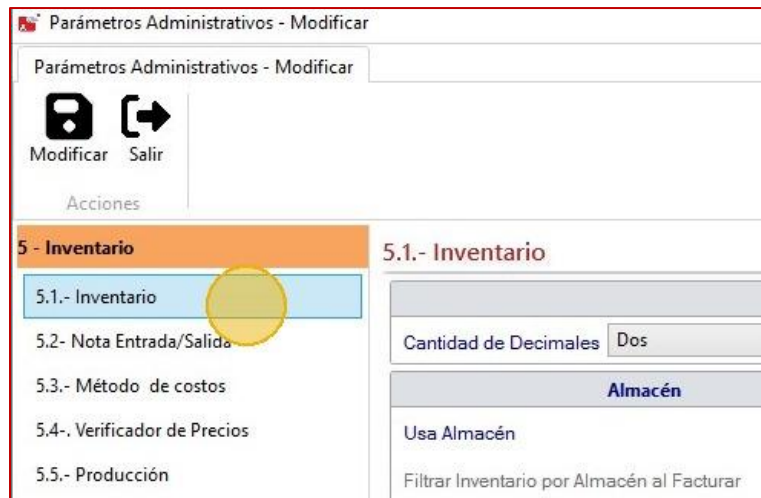 Parámetros Administrativos - Modificar
Parámetros Administrativos - Modificar
Modificar Salir
Acciones
5 - Inventario
5.1.- Inventario
5.2- Nota Entrada/Salida
5.3.- Método de costos
5.4-. Verificador de Precios
5.5.- Producción
5.1.- Inventario
Cantidad de Decimales Dos
Almacén
Usa Almacén
Filtrar Inventario por Almacén al Facturar